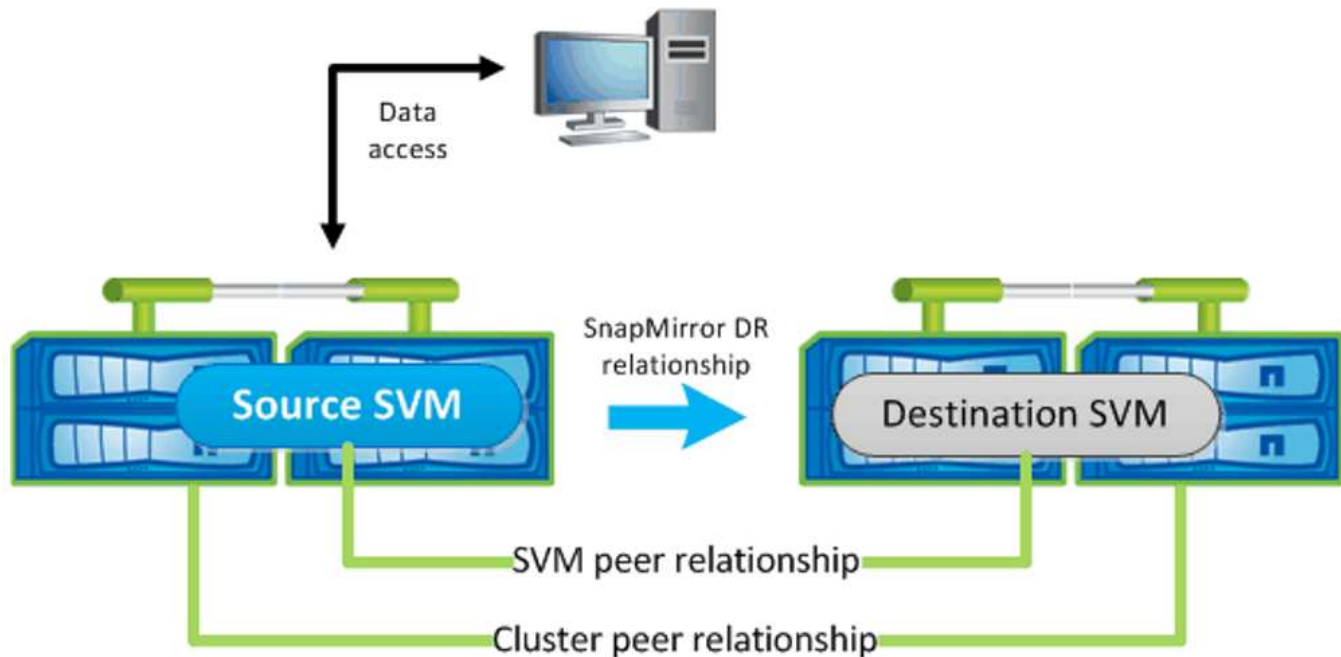 Data
access
SnapMirror DR
relationship
Source SVM
Destination SVM
SVM peer relationship
Cluster peer relationship